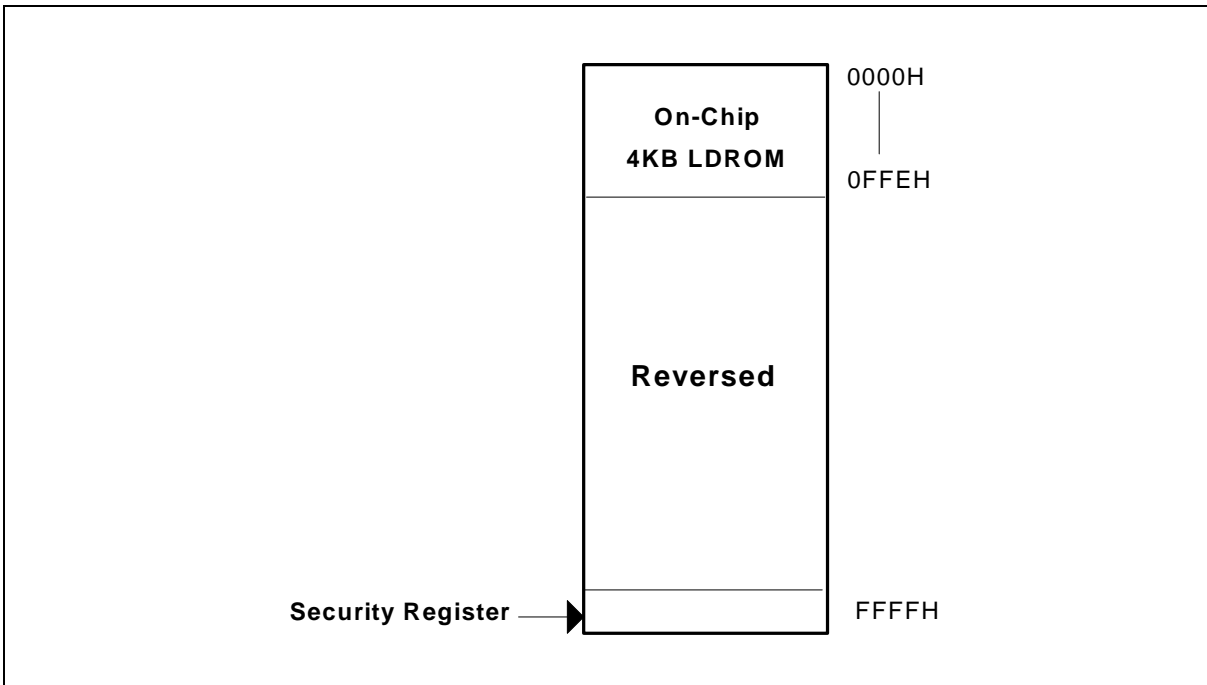 0000H
On-Chip
4KB LDROM
0FFEH
Reversed
Security Register
FFFFH